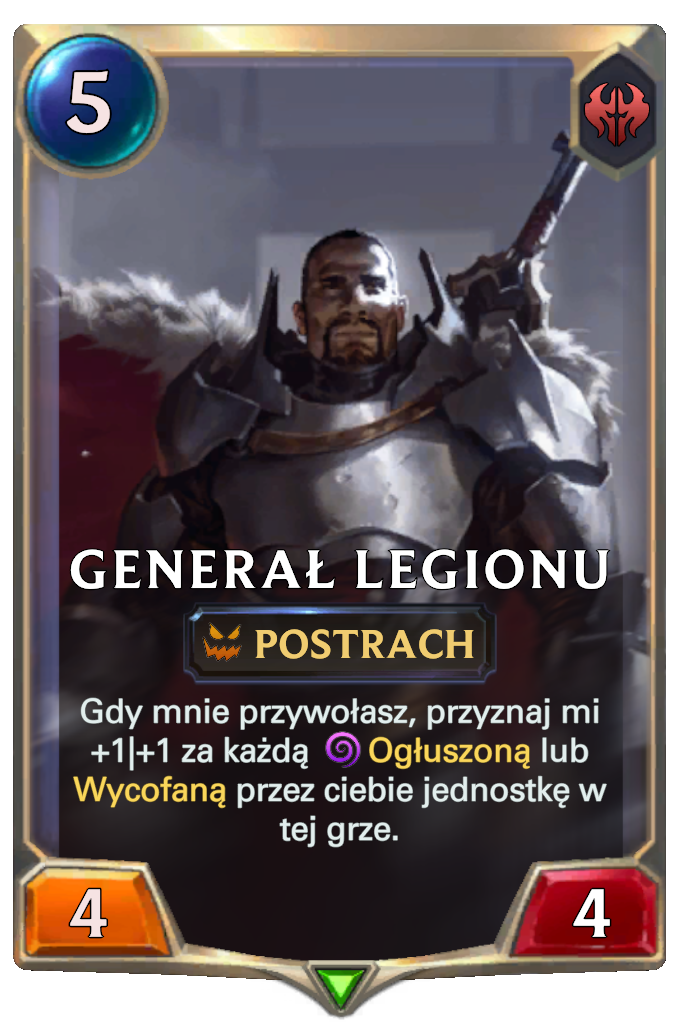 5
GENERAŁ LEGIONU
POSTRACH
Gdy mnie przywołasz, przyznaj mi
+1|+1 za każdą Ogłuszoną lub
Wycofaną przez ciebie jednostkę w
tej grze.
4 4